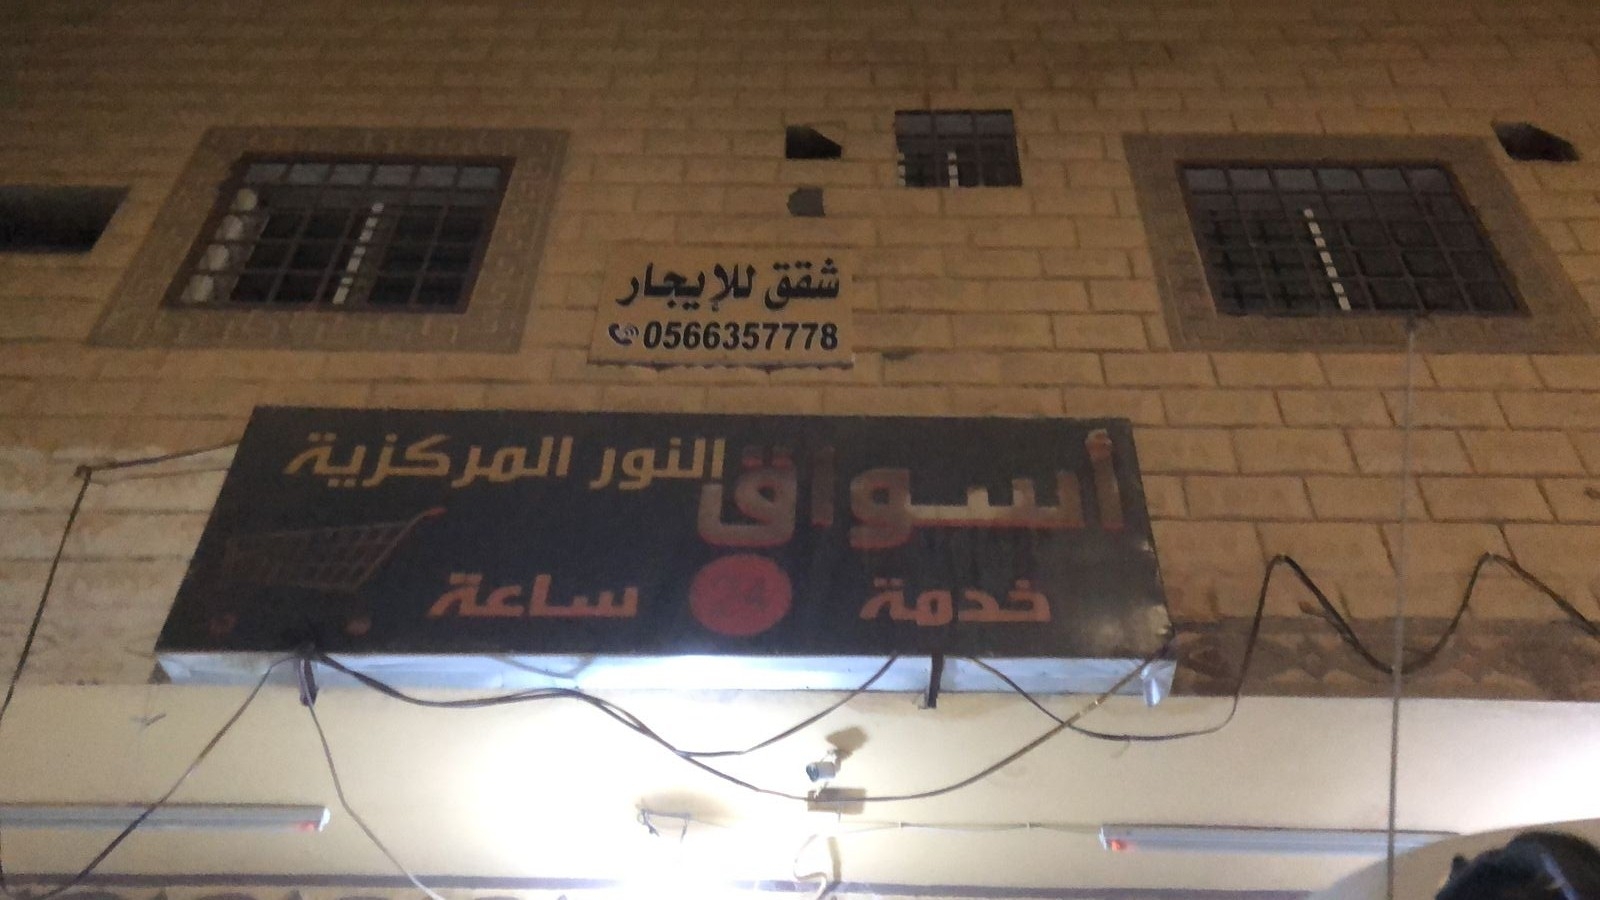 شقق للإيجار
0566357778
أسواق النور المركزية
خدمة 24 ساعة